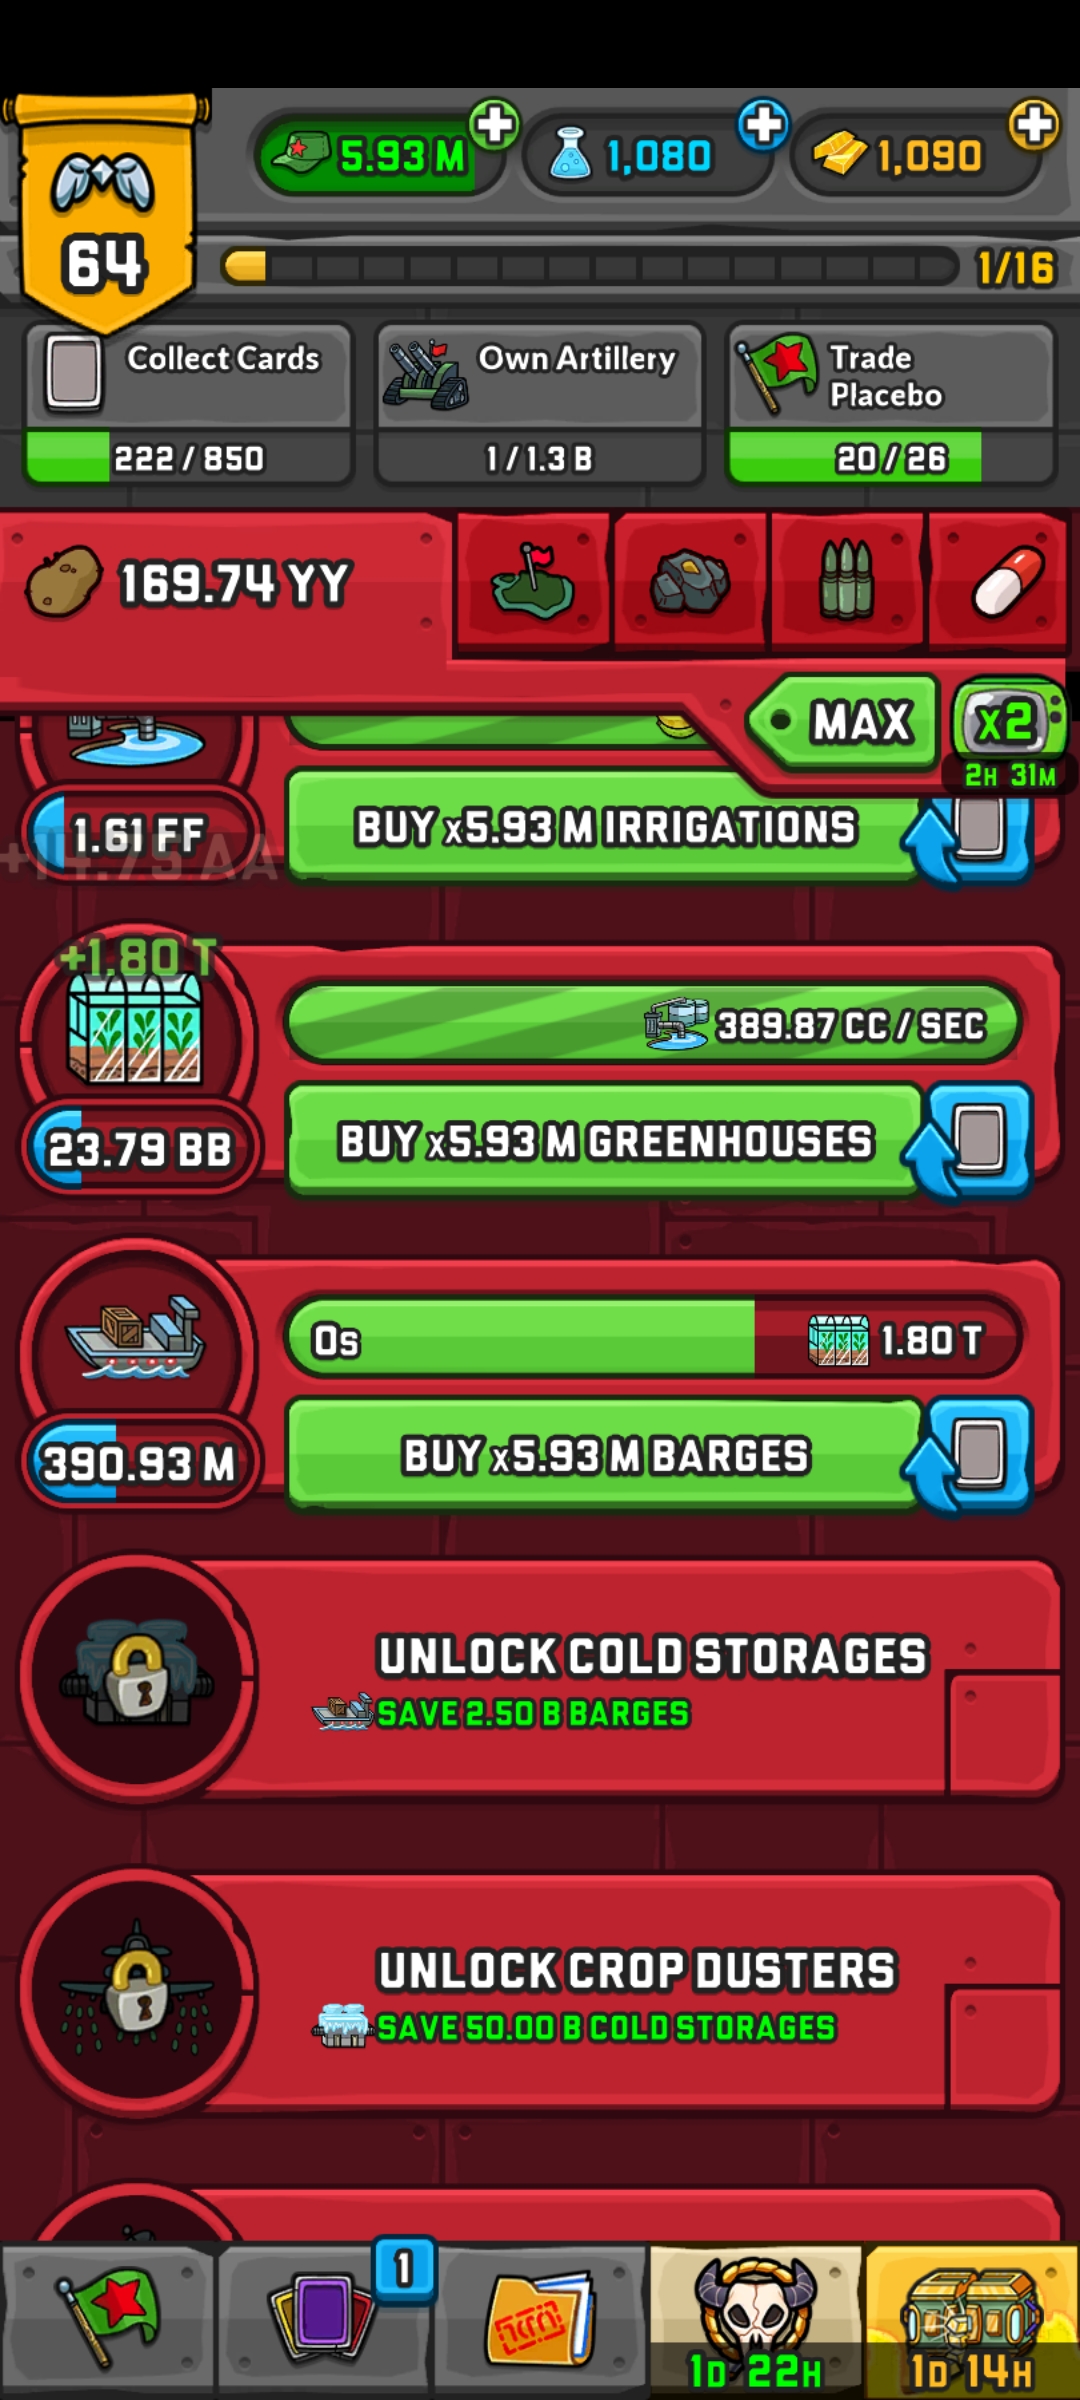 5.93 M
1,080
1,090
64
1/16
Collect Cards
222 / 850
Own Artillery
1 / 1.3 B
Trade
Placebo
20 / 26
169.74 YY
MAX
x2
2H 31M
1.61 FF
BUY x5.93 M IRRIGATIONS
+1.80 T
389.87 CC / SEC
23.79 BB
BUY x5.93 M GREENHOUSES
0s
1.80 T
390.93 M
BUY x5.93 M BARGES
UNLOCK COLD STORAGES
SAVE 2.50 B BARGES
UNLOCK CROP DUSTERS
SAVE 50.00 B COLD STORAGES
1
1D 22H
1D 14H